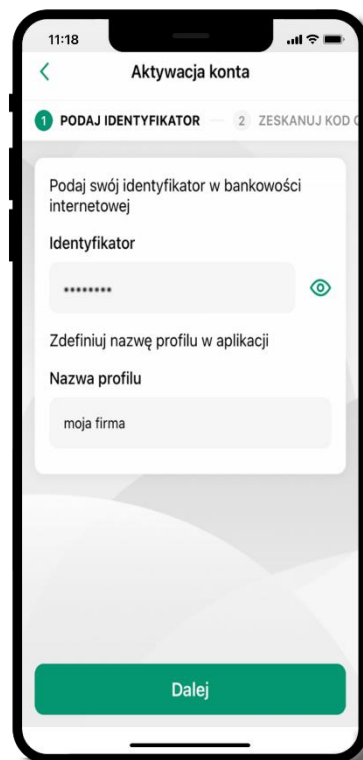 11:18
Aktywacja konta
1 PODAJ IDENTYFIKATOR 2 ZESKANUJ KOD
Podaj swój identyfikator w bankowości
internetowej
Identyfikator
********
Zdefiniuj nazwę profilu w aplikacji
Nazwa profilu
moja firma
Dalej